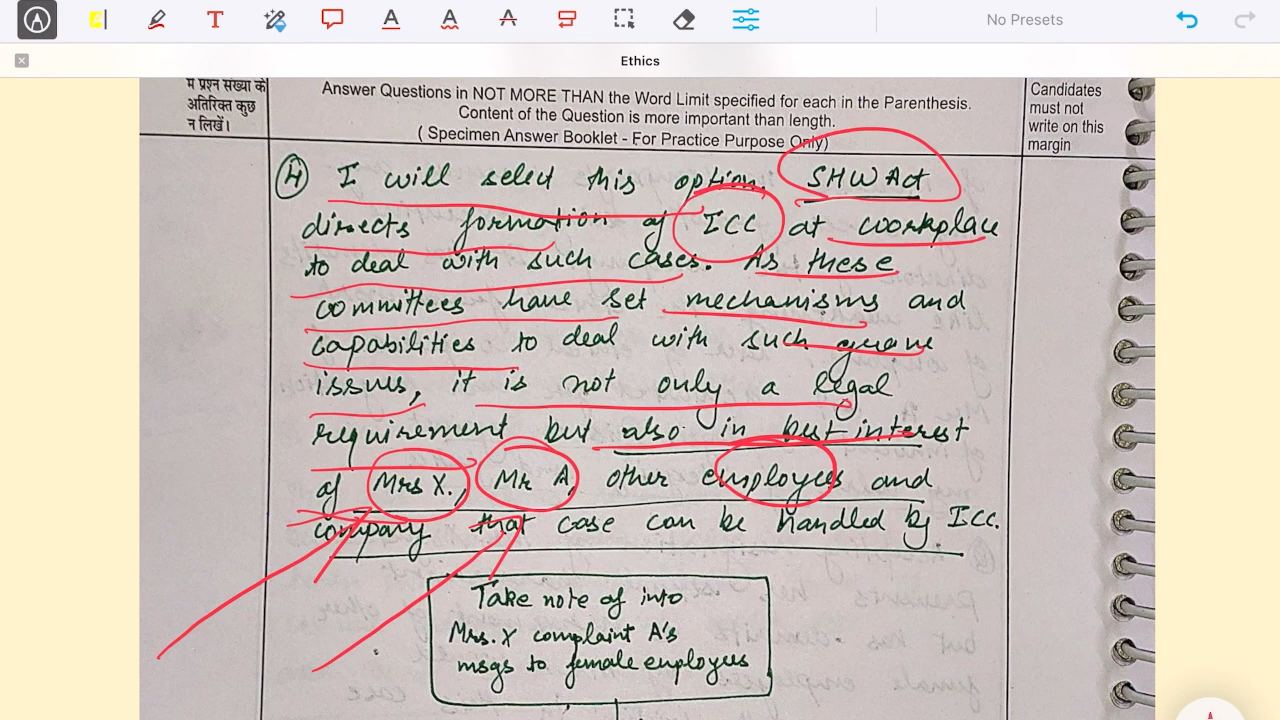 No Presets
Ethics
में प्रश्न संख्या के
अतिरिक्त कुछ
न लिखें।
Answer Questions in NOT MORE THAN the Word Limit specified for each in the Parenthesis.
Content of the Question is more important than length.
( Specimen Answer Booklet - For Practice Purpose Only)
Candidates
must not
write on this
margin
④ I will select this option. SHW Act
directs formation of ICC at workplace
to deal with such cases. As these
committees have set mechanisms and
capabilities to deal with such grave
issues, it is not only a legal
requirement but also in best interest
of Mrs X., Mr A, other employees and
company that case can be handled by ICC.
Take note of into
Mrs. X complaint A's
msgs to female employees